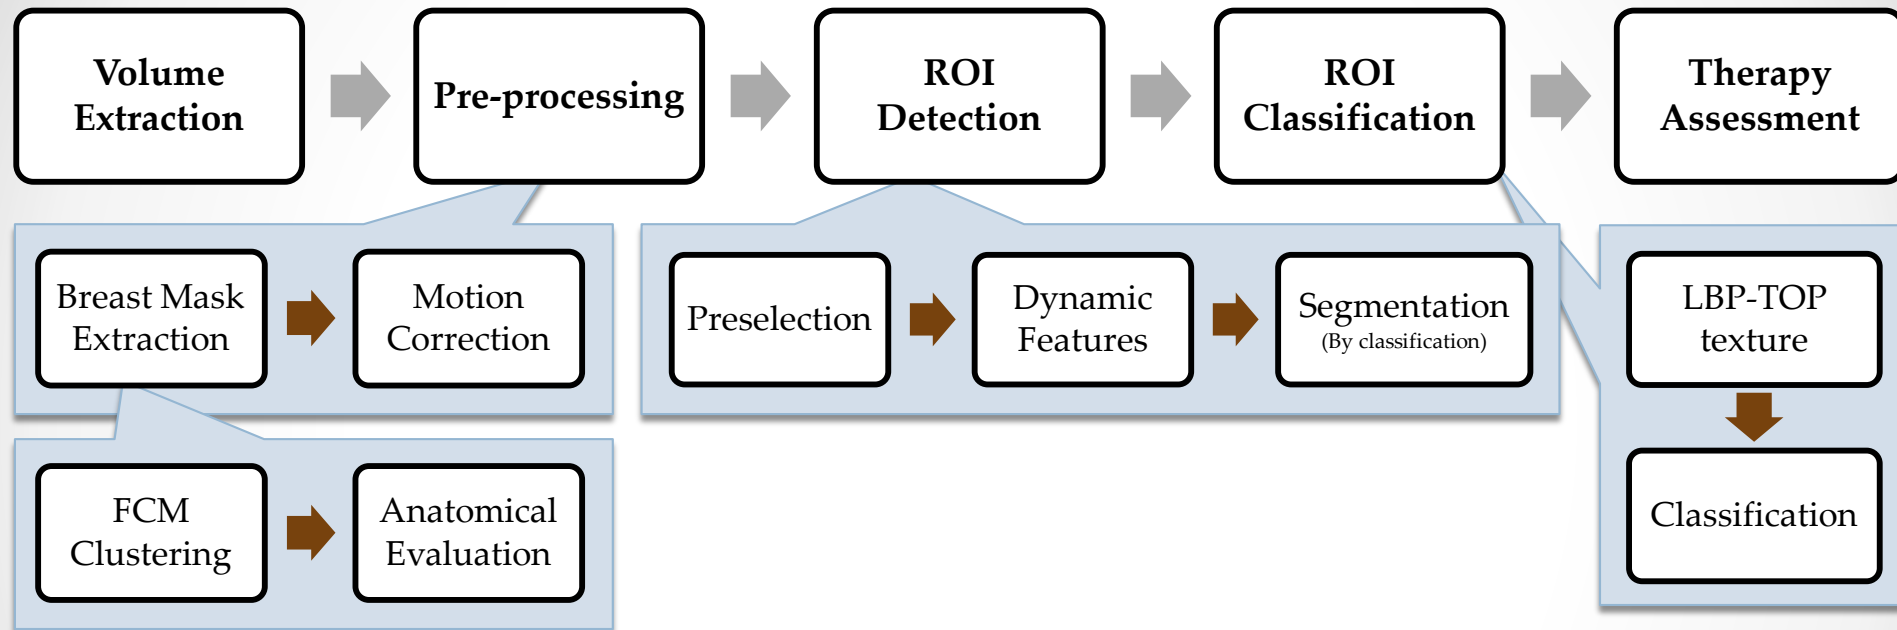 Volume
Extraction
Pre-processing
ROI
Detection
ROI
Classification
Therapy
Assessment
Breast Mask
Extraction
Motion
Correction
Preselection
Dynamic
Features
Segmentation
(By classification)
LBP-TOP
texture
Classification
FCM
Clustering
Anatomical
Evaluation